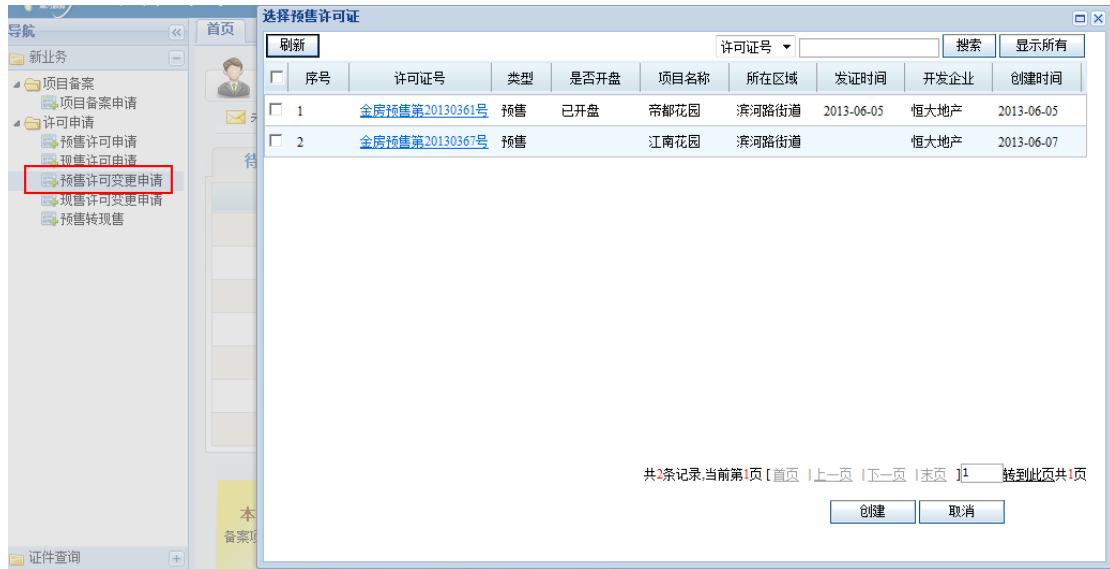 选择预售许可证
导航
首页
刷新
许可证号
搜索
显示所有
新业务
项目备案
项目备案申请
许可申请
预售许可申请
现售许可申请
预售许可变更申请
现售许可变更申请
预售转现售
证件查询
待
本
备案项
序号 许可证号 类型 是否开盘 项目名称 所在区域 发证时间 开发企业 创建时间
1 金房预售第20130361号 预售 已开盘 帝都花园 滨河路街道 2013-06-05 恒大地产 2013-06-05
2 金房预售第20130367号 预售 江南花园 滨河路街道 恒大地产 2013-06-07
共2条记录,当前第1页 [ 首页 | 上一页 | 下一页 | 末页 ] 1 转到此页共1页
创建 取消